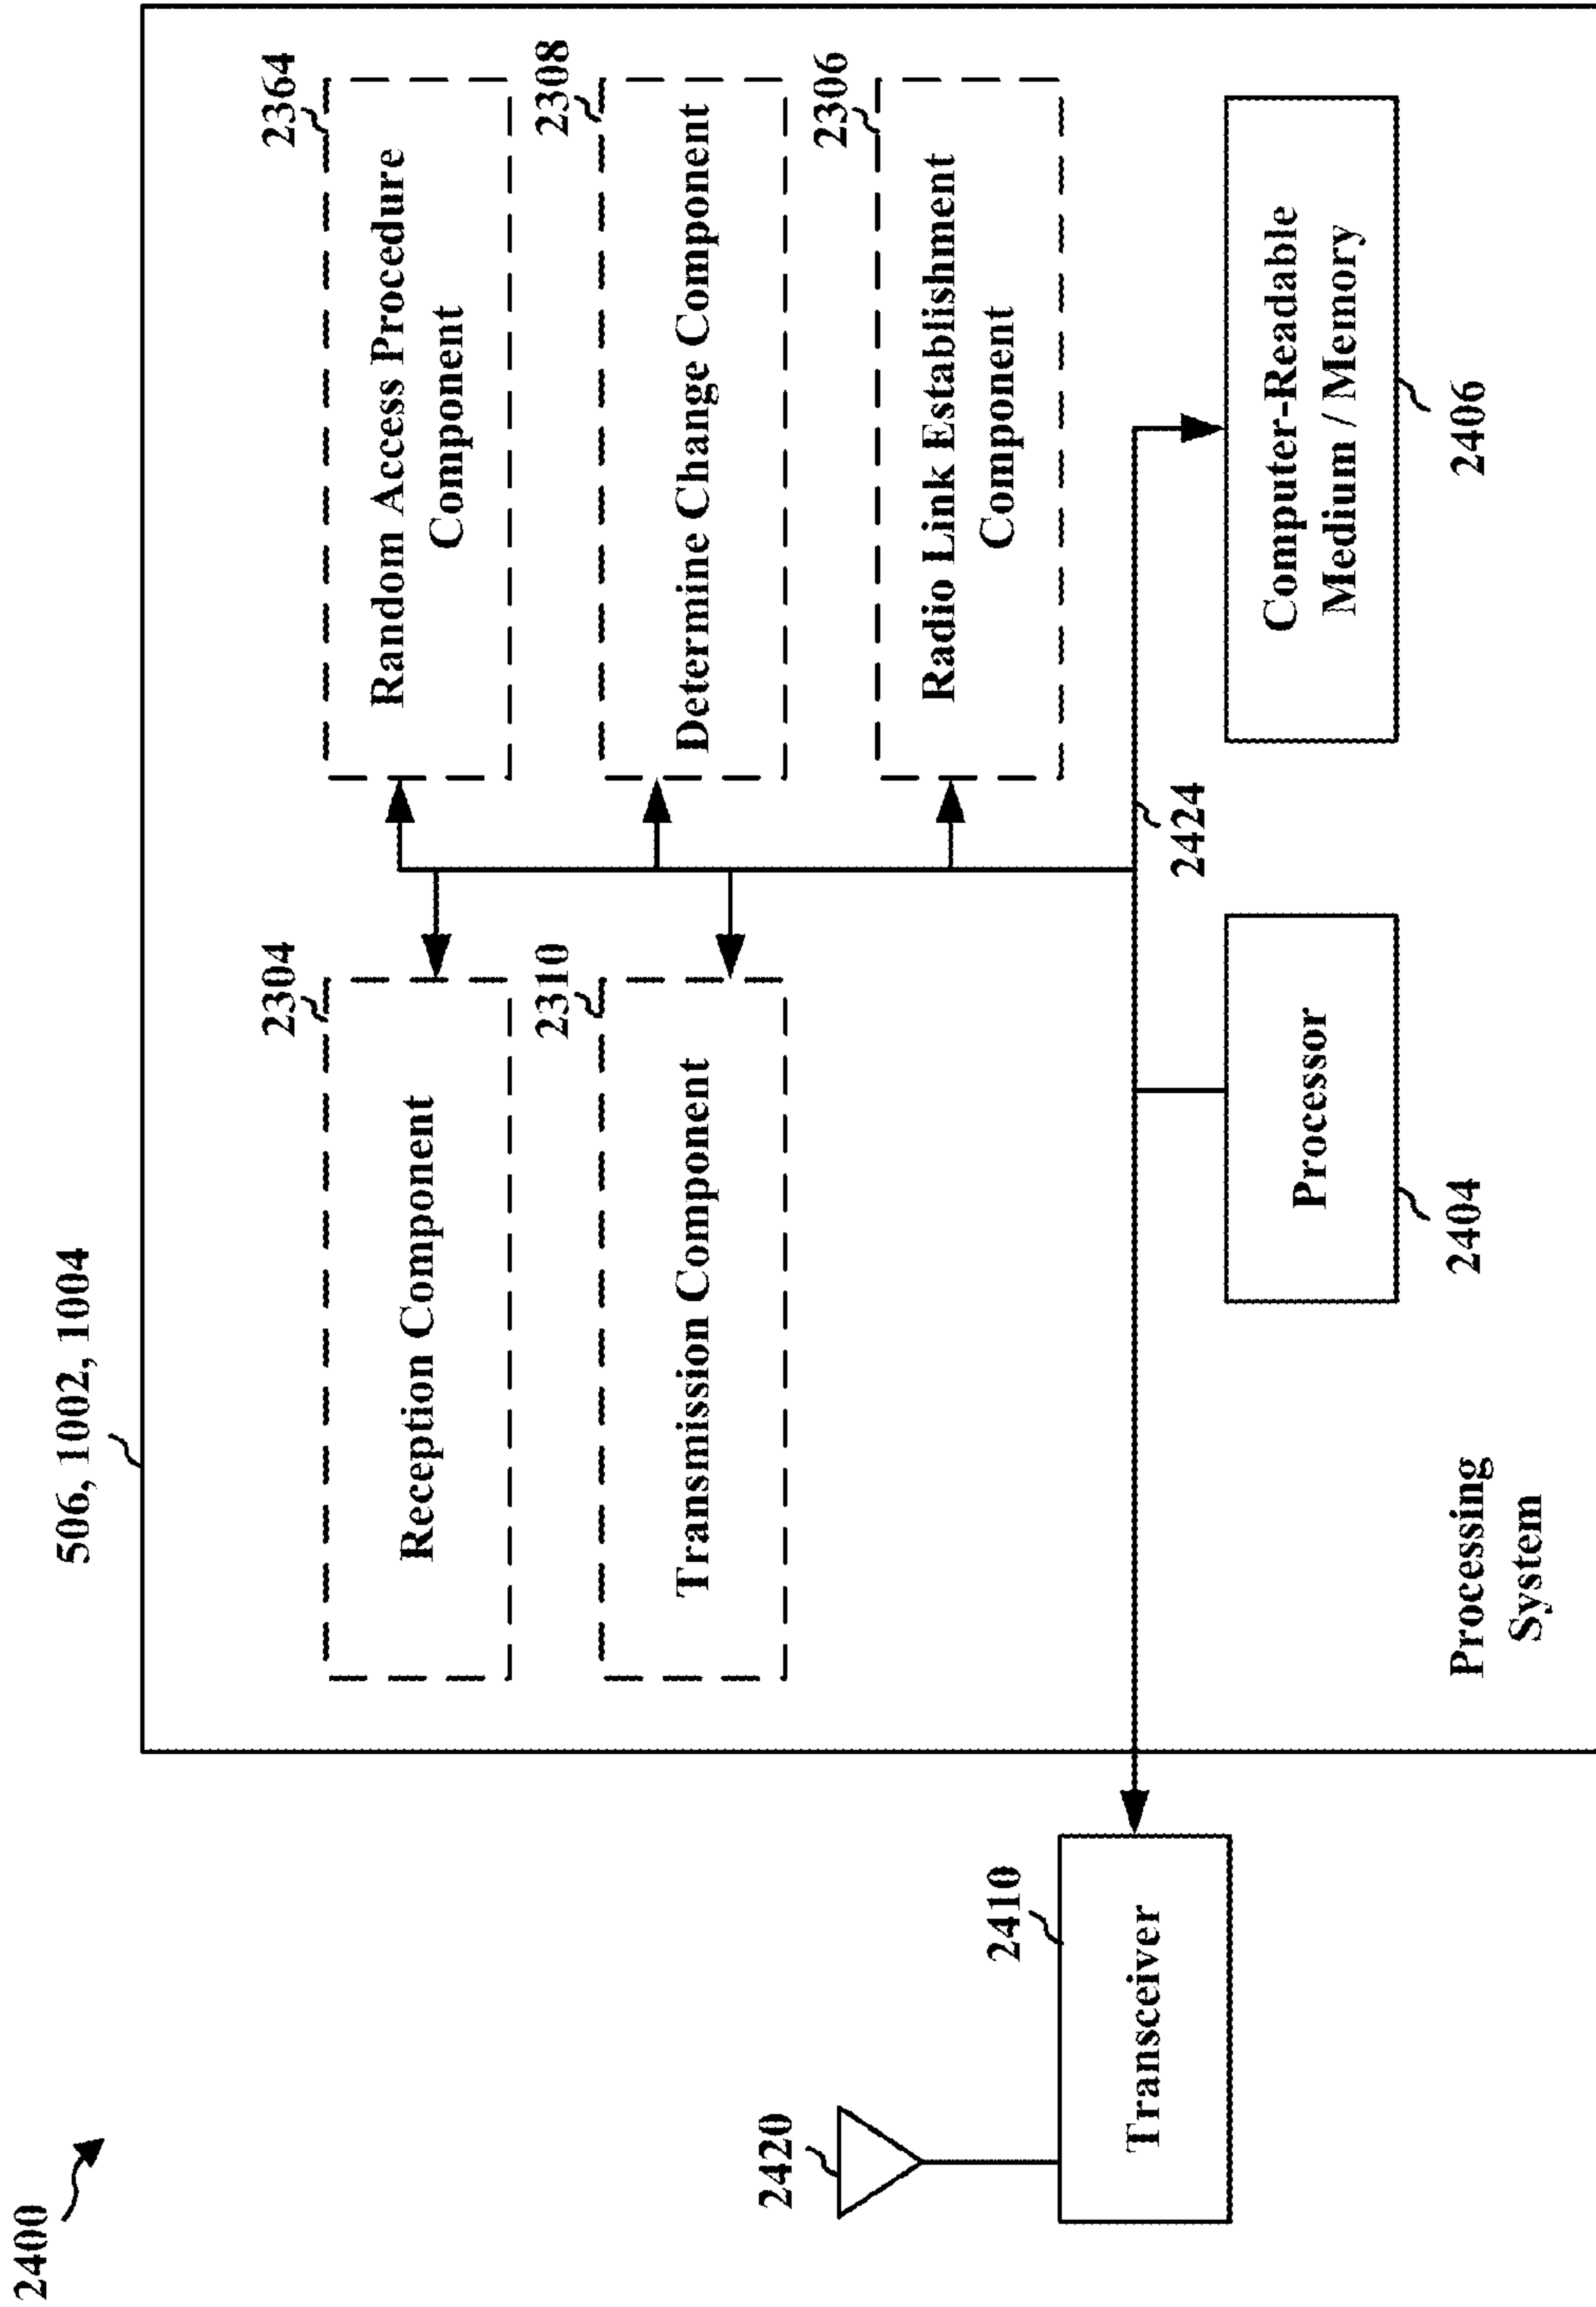 2400
506, 1002, 1004
2304
Reception Component
2364
Random Access Procedure
Component
2310
Transmission Component
2308
Determine Change Component
2306
Radio Link Establishment
Component
2420
2410
Transceiver
2424
Processor
2404
Computer-Readable
Medium / Memory
2406
Processing
System